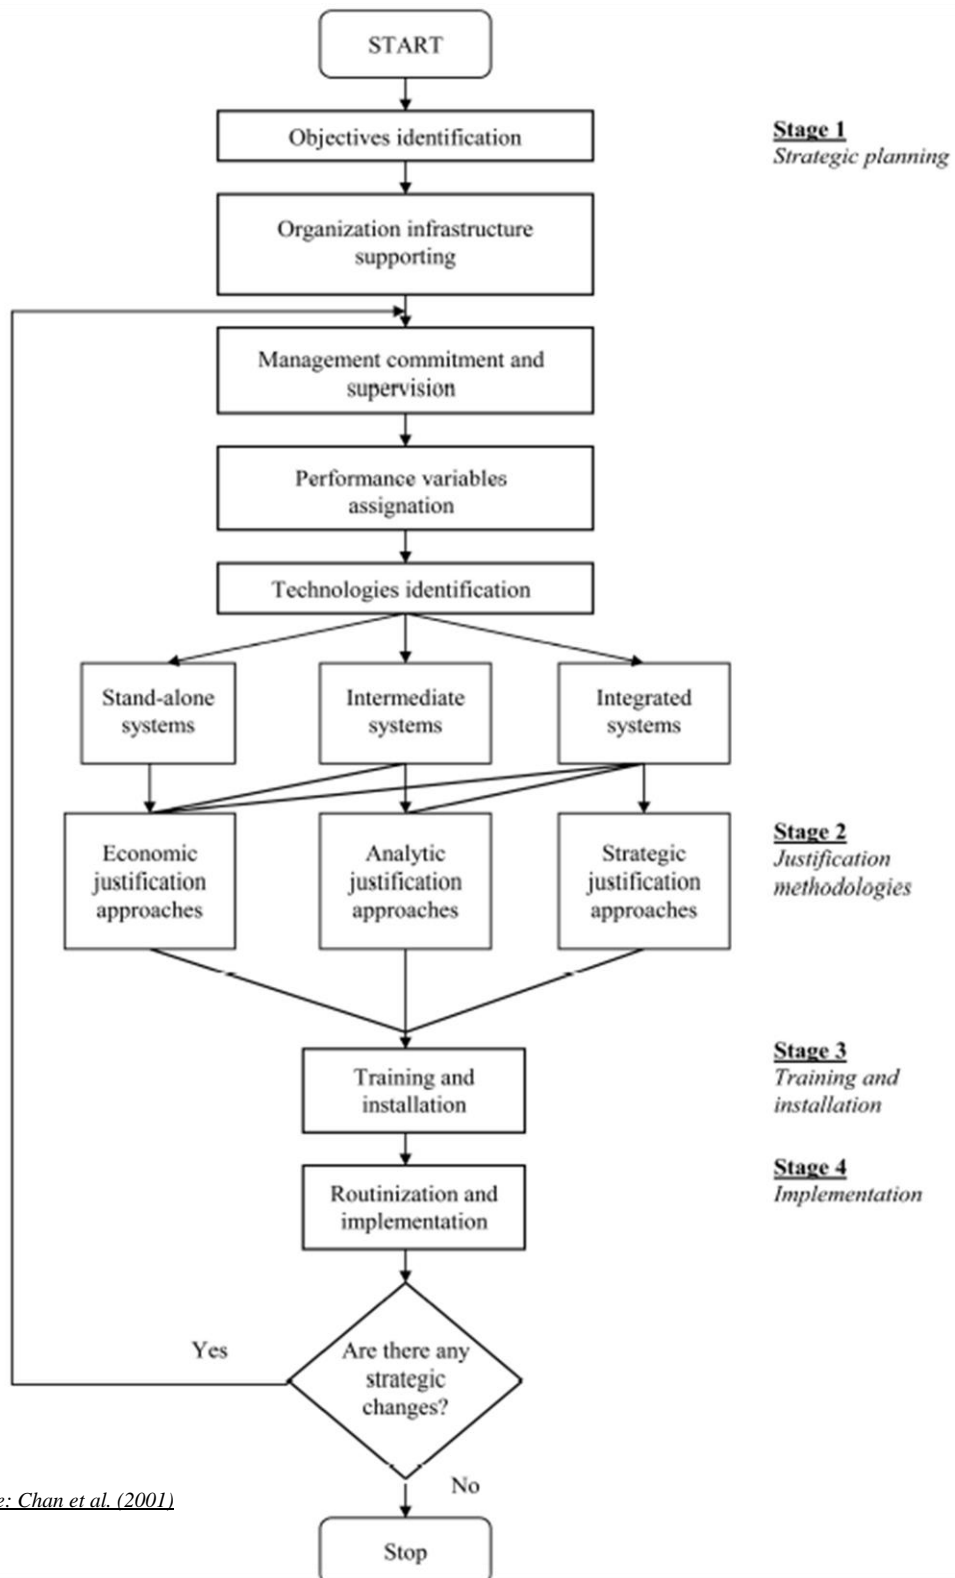 START
Objectives identification
Stage 1
Strategic planning
Organization infrastructure
supporting
Management commitment and
supervision
Performance variables
assignation
Technologies identification
Stand-alone
systems
Intermediate
systems
Integrated
systems
Economic
justification
approaches
Analytic
justification
approaches
Strategic
justification
approaches
Stage 2
Justification
methodologies
Training and
installation
Stage 3
Training and
installation
Routinization and
implementation
Stage 4
Implementation
Yes
Are there any
strategic
changes?
No
e: Chan et al. (2001)
Stop